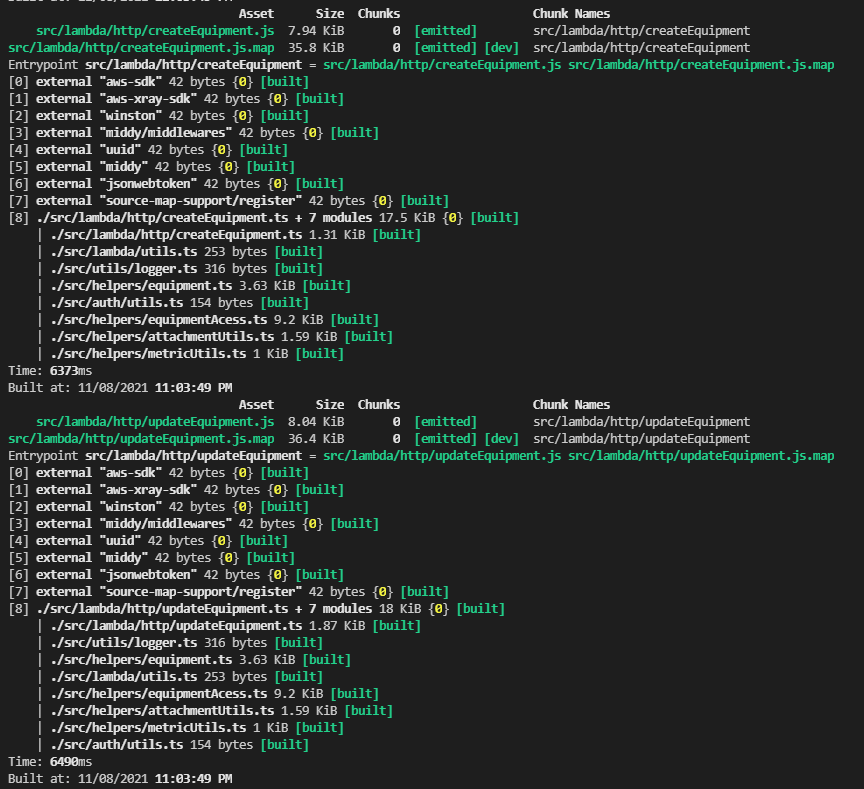 Asset Size Chunks Chunk Names
src/lambda/http/createEquipment.js 7.94 KiB 0 [emitted] src/lambda/http/createEquipment
src/lambda/http/createEquipment.js.map 35.8 KiB 0 [emitted] [dev] src/lambda/http/createEquipment
Entrypoint src/lambda/http/createEquipment = src/lambda/http/createEquipment.js src/lambda/http/createEquipment.js.map
[0] external "aws-sdk" 42 bytes {0} [built]
[1] external "aws-xray-sdk" 42 bytes {0} [built]
[2] external "winston" 42 bytes {0} [built]
[3] external "middy/middlewares" 42 bytes {0} [built]
[4] external "uuid" 42 bytes {0} [built]
[5] external "middy" 42 bytes {0} [built]
[6] external "jsonwebtoken" 42 bytes {0} [built]
[7] external "source-map-support/register" 42 bytes {0} [built]
[8] ./src/lambda/http/createEquipment.ts + 7 modules 17.5 KiB {0} [built]
| ./src/lambda/http/createEquipment.ts 1.31 KiB [built]
| ./src/lambda/utils.ts 253 bytes [built]
| ./src/utils/logger.ts 316 bytes [built]
| ./src/helpers/equipment.ts 3.63 KiB [built]
| ./src/auth/utils.ts 154 bytes [built]
| ./src/helpers/equipmentAcess.ts 9.2 KiB [built]
| ./src/helpers/attachmentUtils.ts 1.59 KiB [built]
| ./src/helpers/metricUtils.ts 1 KiB [built]
Time: 6373ms
Built at: 11/08/2021 11:03:49 PM
Asset Size Chunks Chunk Names
src/lambda/http/updateEquipment.js 8.04 KiB 0 [emitted] src/lambda/http/updateEquipment
src/lambda/http/updateEquipment.js.map 36.4 KiB 0 [emitted] [dev] src/lambda/http/updateEquipment
Entrypoint src/lambda/http/updateEquipment = src/lambda/http/updateEquipment.js src/lambda/http/updateEquipment.js.map
[0] external "aws-sdk" 42 bytes {0} [built]
[1] external "aws-xray-sdk" 42 bytes {0} [built]
[2] external "winston" 42 bytes {0} [built]
[3] external "middy/middlewares" 42 bytes {0} [built]
[4] external "uuid" 42 bytes {0} [built]
[5] external "middy" 42 bytes {0} [built]
[6] external "jsonwebtoken" 42 bytes {0} [built]
[7] external "source-map-support/register" 42 bytes {0} [built]
[8] ./src/lambda/http/updateEquipment.ts + 7 modules 18 KiB {0} [built]
| ./src/lambda/http/updateEquipment.ts 1.87 KiB [built]
| ./src/utils/logger.ts 316 bytes [built]
| ./src/helpers/equipment.ts 3.63 KiB [built]
| ./src/lambda/utils.ts 253 bytes [built]
| ./src/helpers/equipmentAcess.ts 9.2 KiB [built]
| ./src/helpers/attachmentUtils.ts 1.59 KiB [built]
| ./src/helpers/metricUtils.ts 1 KiB [built]
| ./src/auth/utils.ts 154 bytes [built]
Time: 6490ms
Built at: 11/08/2021 11:03:49 PM